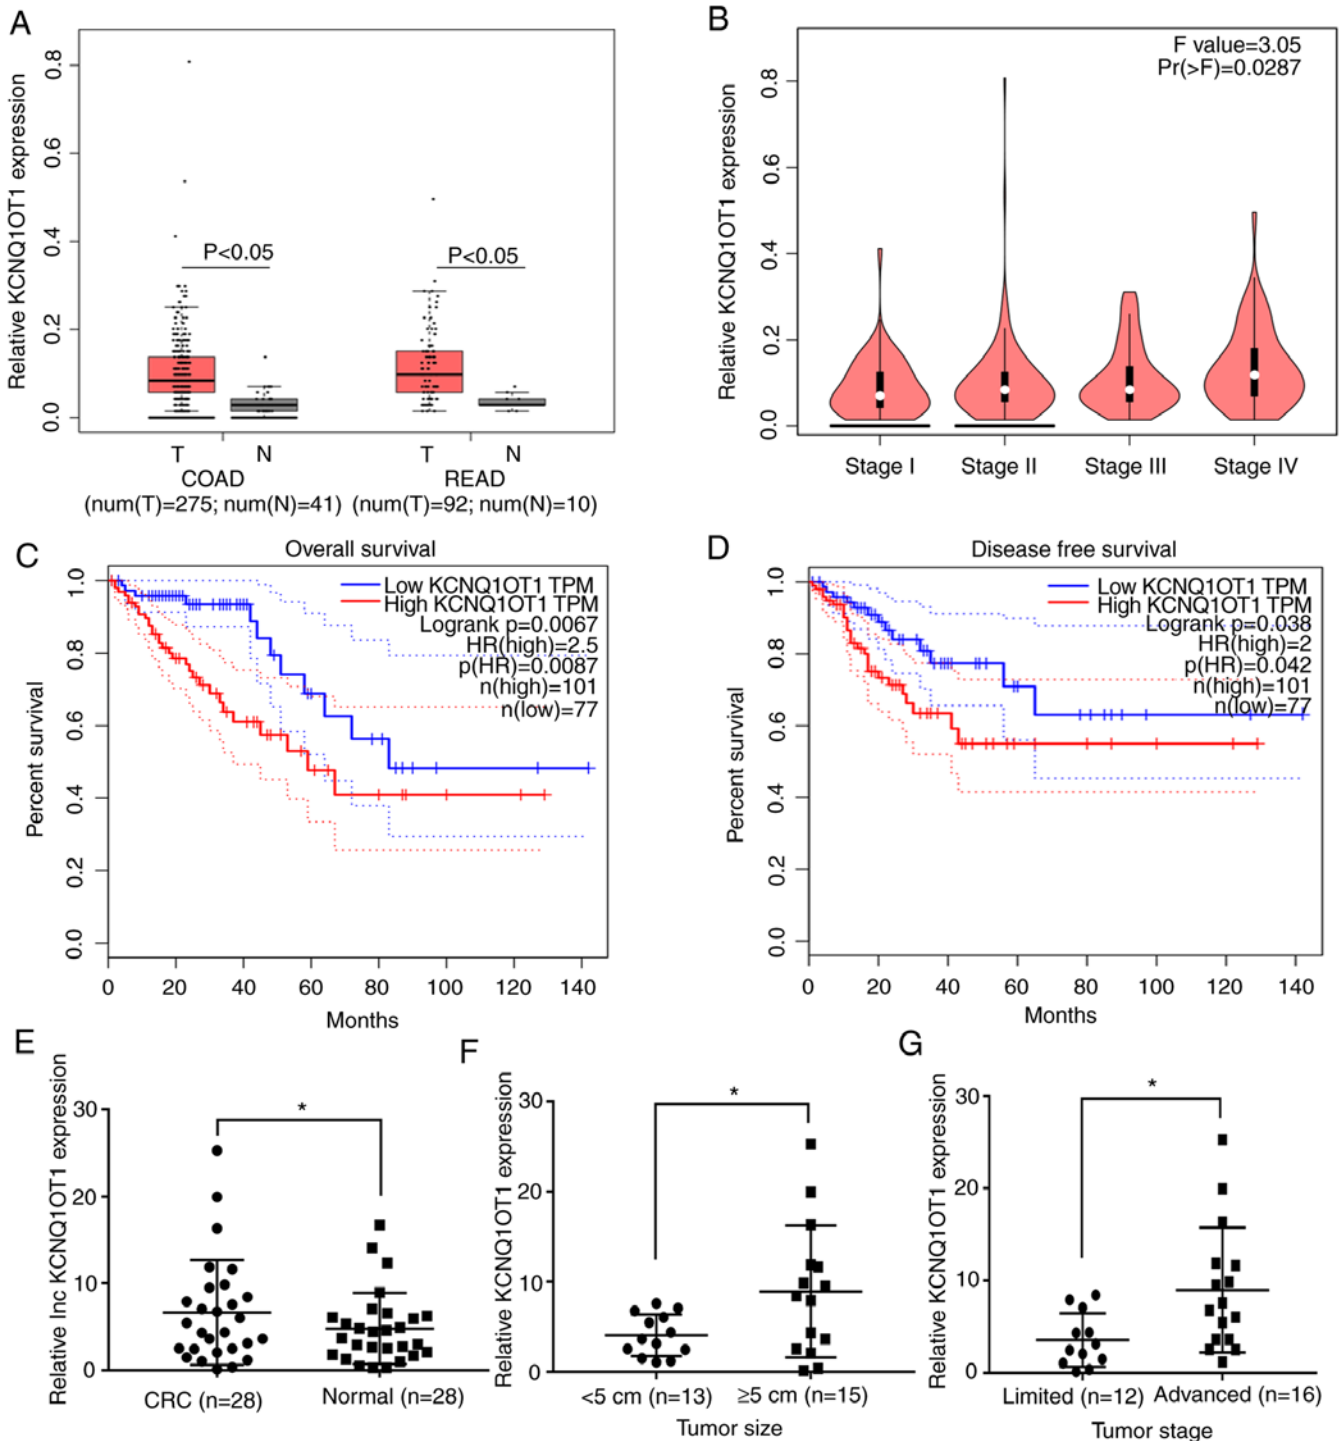 A
Relative KCNQ1OT1 expression
0.8
0.6
0.4
0.2
0.0
P<0.05
P<0.05
T
N
T
N
COAD
READ
(num(T)=275; num(N)=41)
(num(T)=92; num(N)=10)
B
Relative KCNQ1OT1 expression
0.8
0.6
0.4
0.2
0.0
F value=3.05
Pr(>F)=0.0287
Stage I
Stage II
Stage III
Stage IV
C
Overall survival
Percent survival
1.0
0.8
0.6
0.4
0.2
0.0
Low KCNQ1OT1 TPM
High KCNQ1OT1 TPM
Logrank p=0.0067
HR(high)=2.5
p(HR)=0.0087
n(high)=101
n(low)=77
0 20 40 60 80 100 120 140
Months
D
Disease free survival
Percent survival
1.0
0.8
0.6
0.4
0.2
0.0
Low KCNQ1OT1 TPM
High KCNQ1OT1 TPM
Logrank p=0.038
HR(high)=2
p(HR)=0.042
n(high)=101
n(low)=77
0 20 40 60 80 100 120 140
Months
E
Relative lnc KCNQ1OT1 expression
30
20
10
0
*
CRC (n=28)
Normal (n=28)
F
Relative KCNQ1OT1 expression
30
20
10
0
*
<5 cm (n=13)
≥5 cm (n=15)
Tumor size
G
Relative KCNQ1OT1 expression
30
20
10
0
*
Limited (n=12)
Advanced (n=16)
Tumor stage